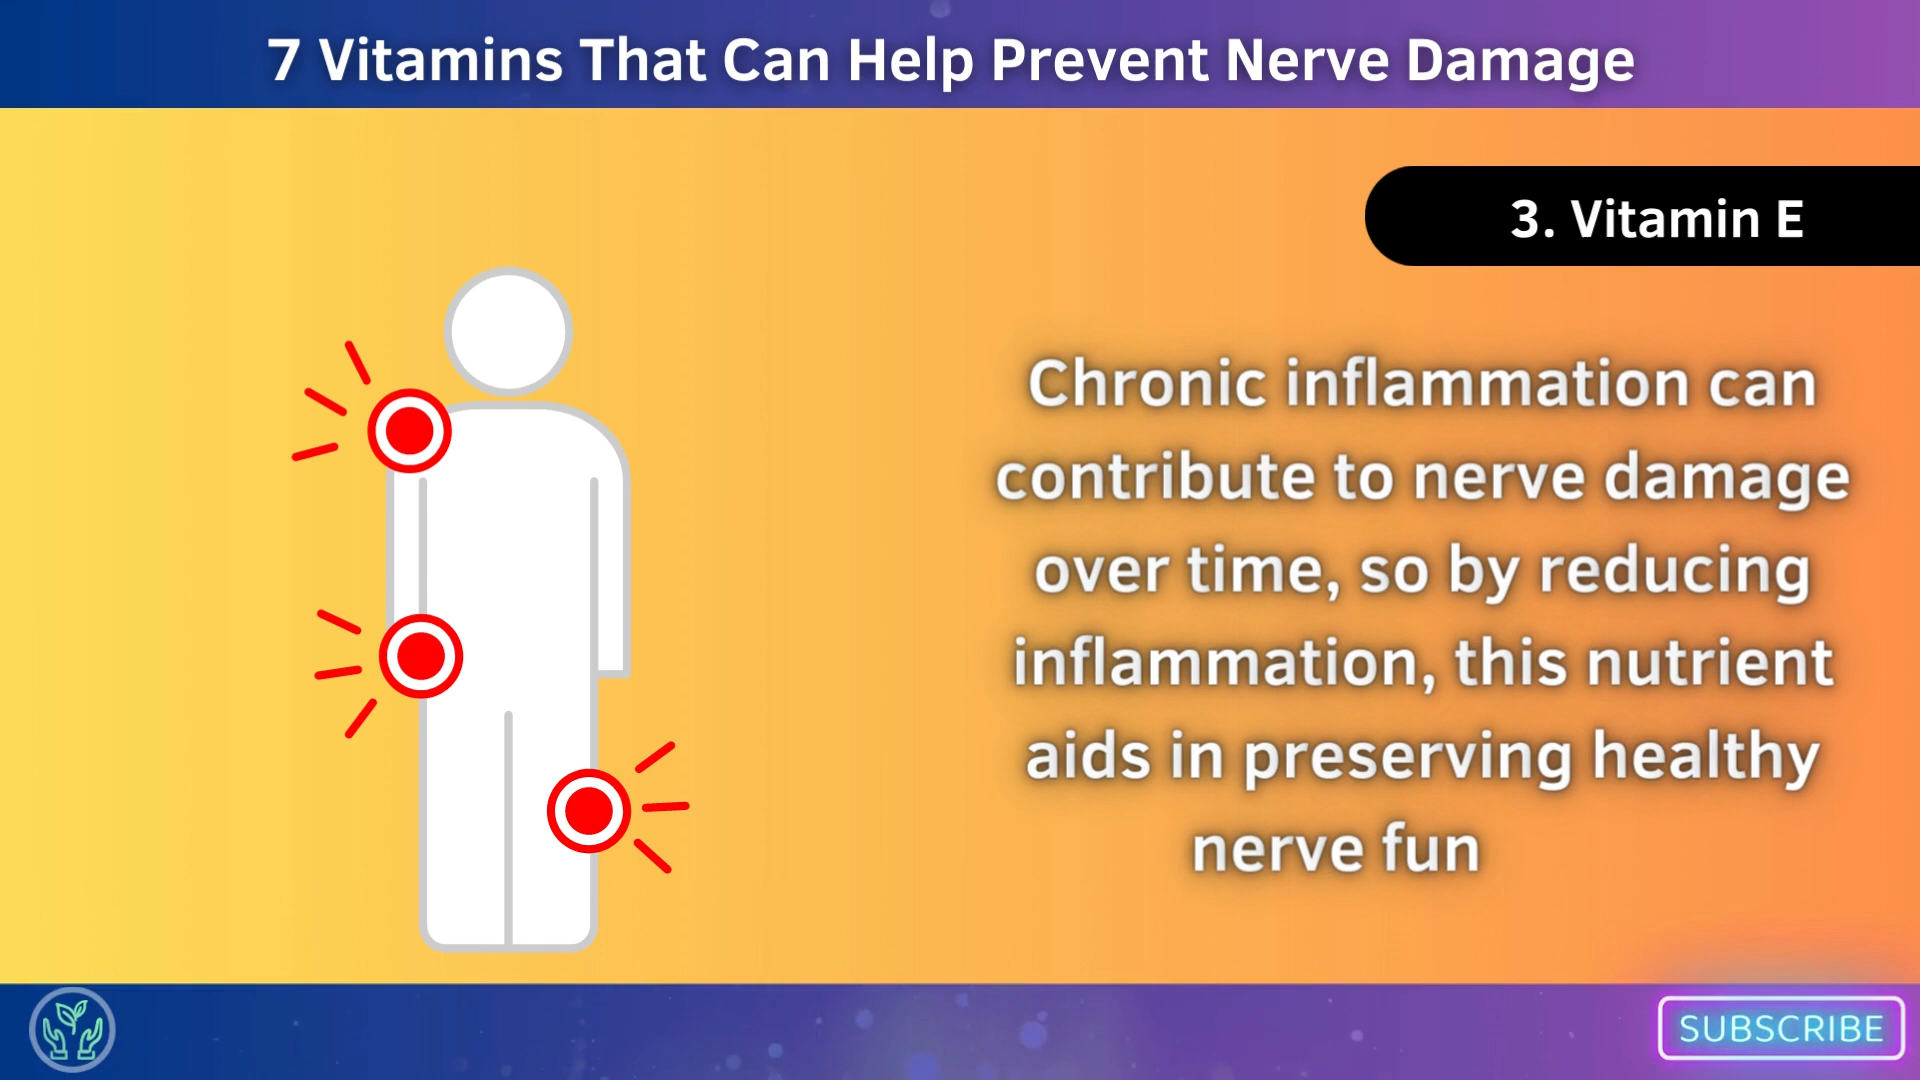 7 Vitamins That Can Help Prevent Nerve Damage
3. Vitamin E
Chronic inflammation can
contribute to nerve damage
over time, so by reducing
inflammation, this nutrient
aids in preserving healthy
nerve fun
SUBSCRIBE